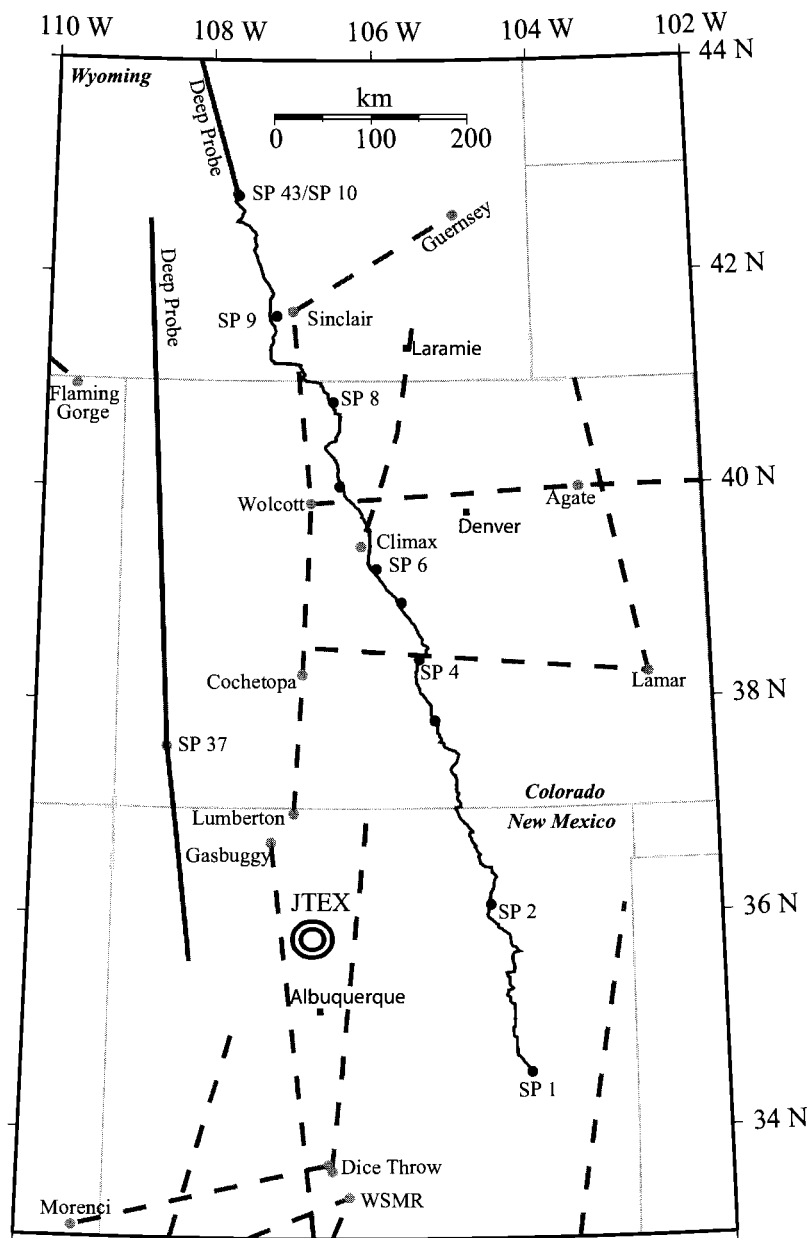 110 W
108 W
106 W
104 W
102 W
44 N
Wyoming
Deep Probe
km
0
100
200
SP 43/SP 10
Guernsey
42 N
Deep Probe
SP 9
Sinclair
Laramie
Flaming
Gorge
SP 8
40 N
Wolcott
Agate
Denver
Climax
SP 6
SP 4
Cochetopa
Lamar
38 N
SP 37
Colorado
New Mexico
Lumberton
Gasbuggy
JTEX
SP 2
36 N
Albuquerque
SP 1
34 N
Dice Throw
Morenci
WSMR